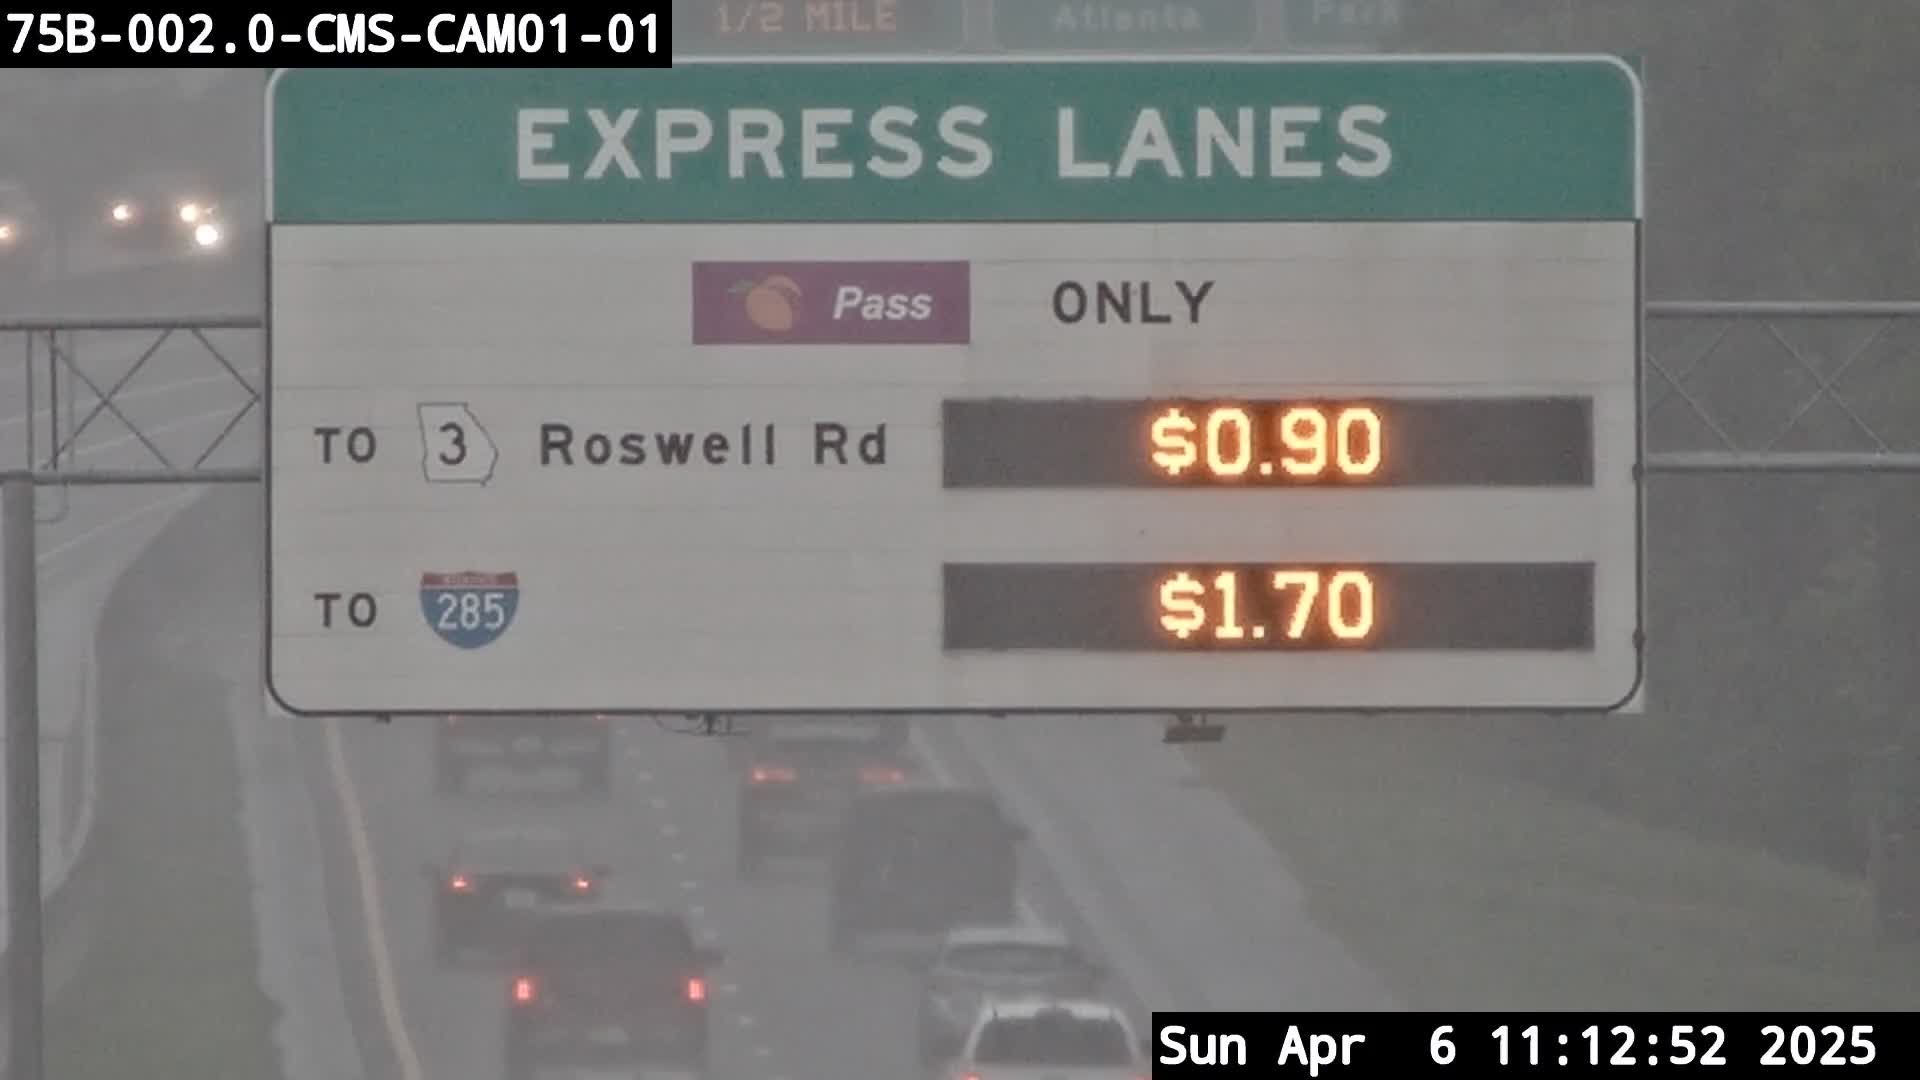 75B-002.0-CMS-CAM01-01
1/2 MILE
Atlanta
Park
EXPRESS LANES
Pass ONLY
TO 3 Roswell Rd $0.90
TO 285 $1.70
Sun Apr 6 11:12:52 2025